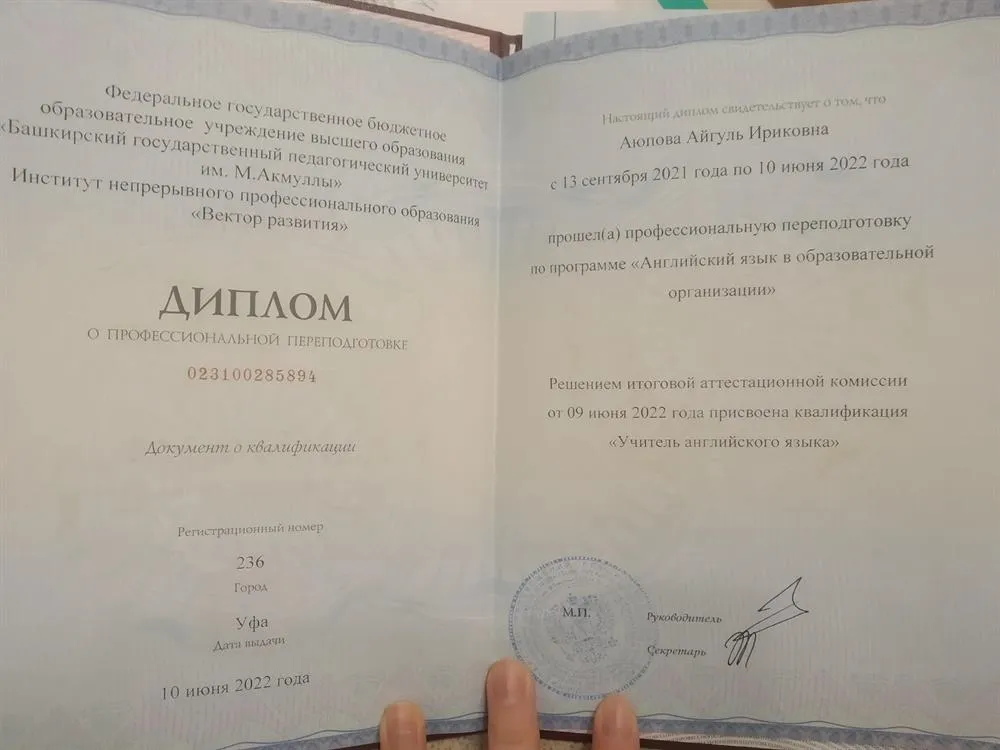 Федеральное государственное бюджетное
образовательное учреждение высшего образования
«Башкирский государственный педагогический университет
им. М.Акмуллы»
Институт непрерывного профессионального образования
«Вектор развития»
ДИПЛОМ
О ПРОФЕССИОНАЛЬНОЙ ПЕРЕПОДГОТОВКЕ
023100285894
Документ о квалификации
Регистрационный номер
236
Город
Уфа
Дата выдачи
10 июня 2022 года
Настоящий диплом свидетельствует о том, что
Аюпова Айгуль Ириковна
с 13 сентября 2021 года по 10 июня 2022 года
прошел(а) профессиональную переподготовку
по программе «Английский язык в образовательной
организации»
Решением итоговой аттестационной комиссии
от 09 июня 2022 года присвоена квалификация
«Учитель английского языка»
М.П.
Руководитель
Секретарь